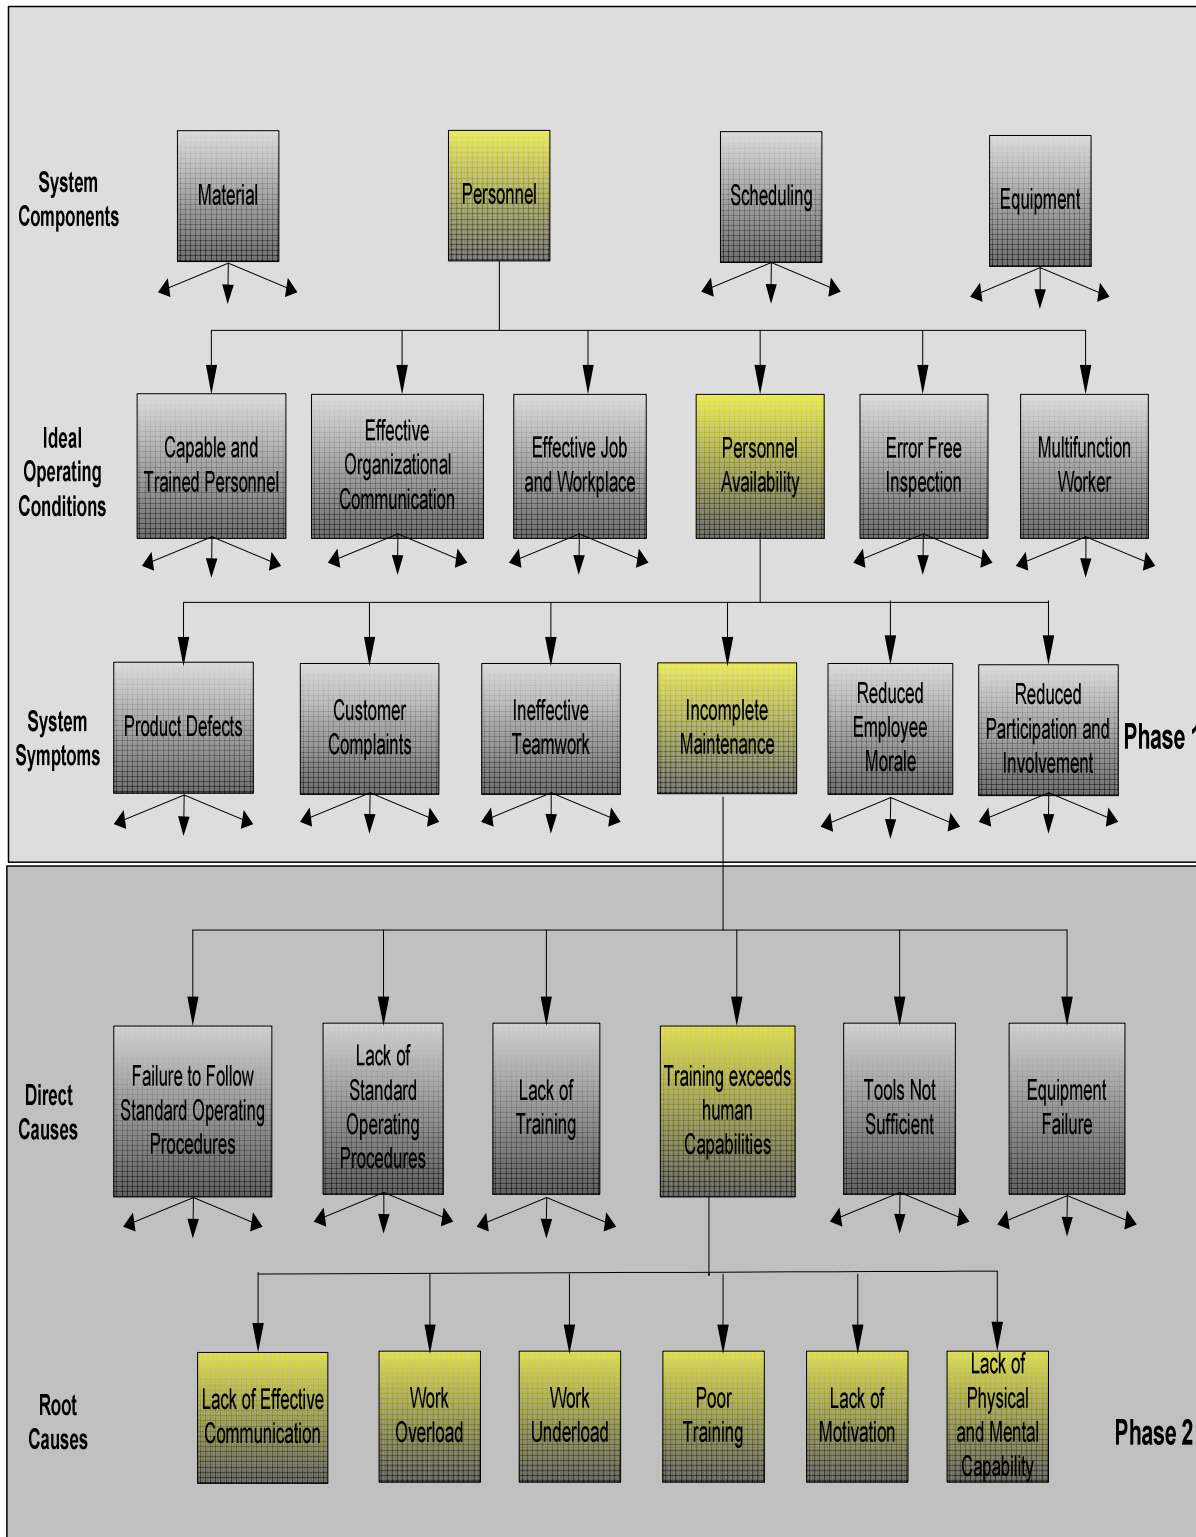 System
Components
Material
Personnel
Scheduling
Equipment
Ideal
Operating
Conditions
Capable and
Trained Personnel
Effective
Organizational
Communication
Effective Job
and Workplace
Personnel
Availability
Error Free
Inspection
Multifunction
Worker
System
Symptoms
Product Defects
Customer
Complaints
Ineffective
Teamwork
Incomplete
Maintenance
Reduced
Employee
Morale
Reduced
Participation and
Involvement
Phase 1
Direct
Causes
Failure to Follow
Standard Operating
Procedures
Lack of
Standard
Operating
Procedures
Lack of
Training
Training exceeds
human
Capabilities
Tools Not
Sufficient
Equipment
Failure
Root
Causes
Lack of Effective
Communication
Work
Overload
Work
Underload
Poor
Training
Lack of
Motivation
Lack of
Physical
and Mental
Capability
Phase 2